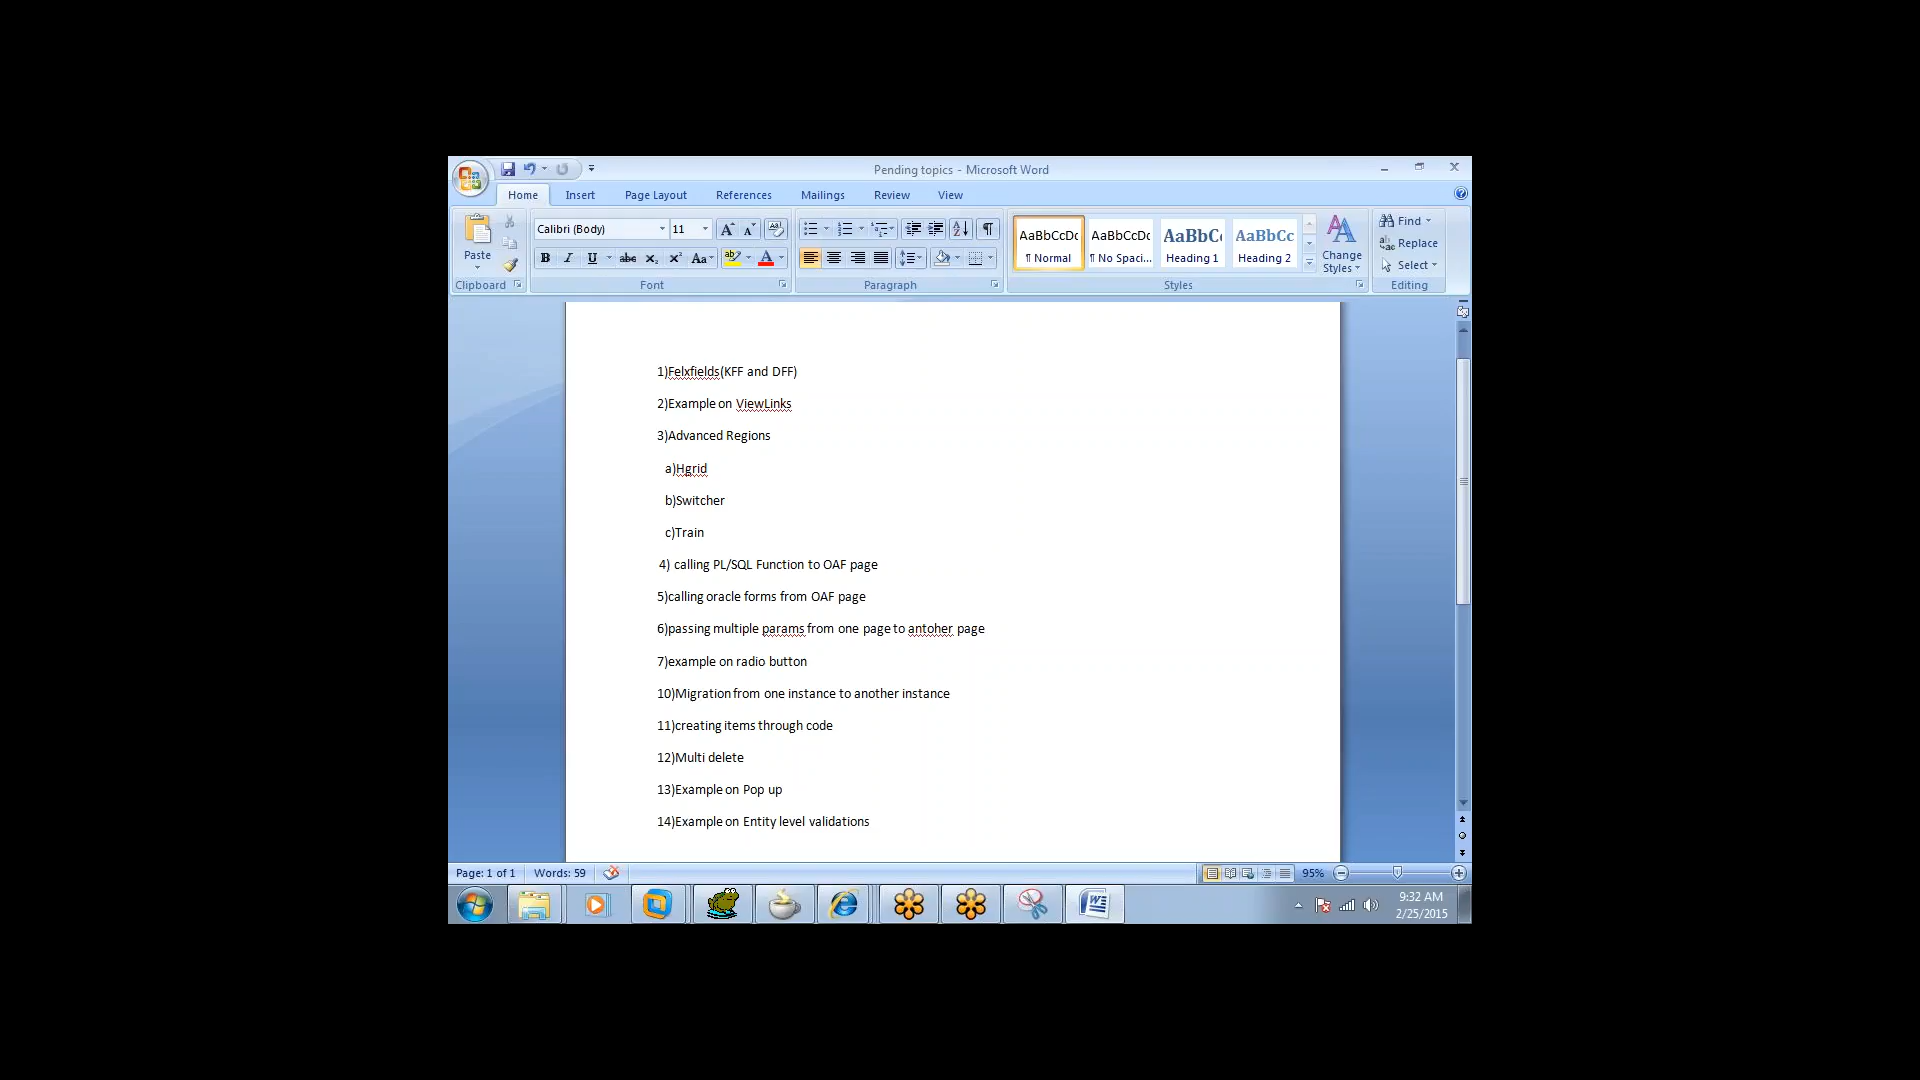 Pending topics - Microsoft Word
Home Insert Page Layout References Mailings Review View
Paste
Clipboard
Calibri (Body) 11
B I U abc X₂ X² Aa ab A
Font
Paragraph
AaBbCcDc AaBbCcDc AaBbC AaBbCc
¶ Normal ¶ No Spaci... Heading 1 Heading 2
Change Styles
Styles
Find
Replace
Select
Editing
1)Felxfields(KFF and DFF)
2)Example on ViewLinks
3)Advanced Regions
a)Hgrid
b)Switcher
c)Train
4) calling PL/SQL Function to OAF page
5)calling oracle forms from OAF page
6)passing multiple params from one page to antoher page
7)example on radio button
10)Migration from one instance to another instance
11)creating items through code
12)Multi delete
13)Example on Pop up
14)Example on Entity level validations
Page: 1 of 1 Words: 59 95%
9:32 AM
2/25/2015